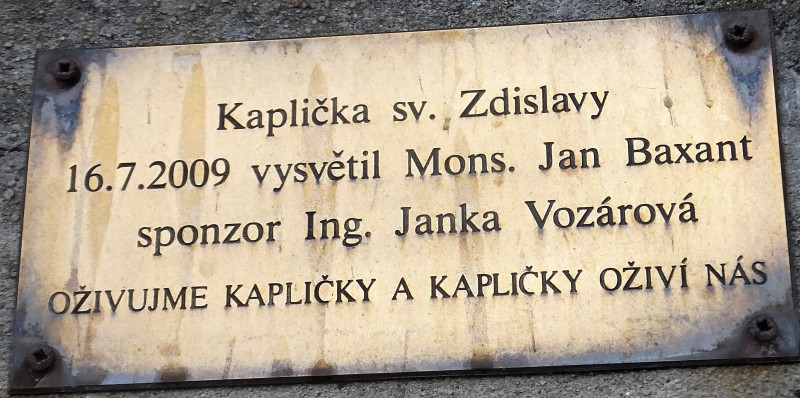 Kaplička sv. Zdislavy
16.7.2009 vysvětil Mons. Jan Baxant
sponzor Ing. Janka Vozárová
OŽIVUJME KAPLIČKY A KAPLIČKY OŽIVÍ NÁS